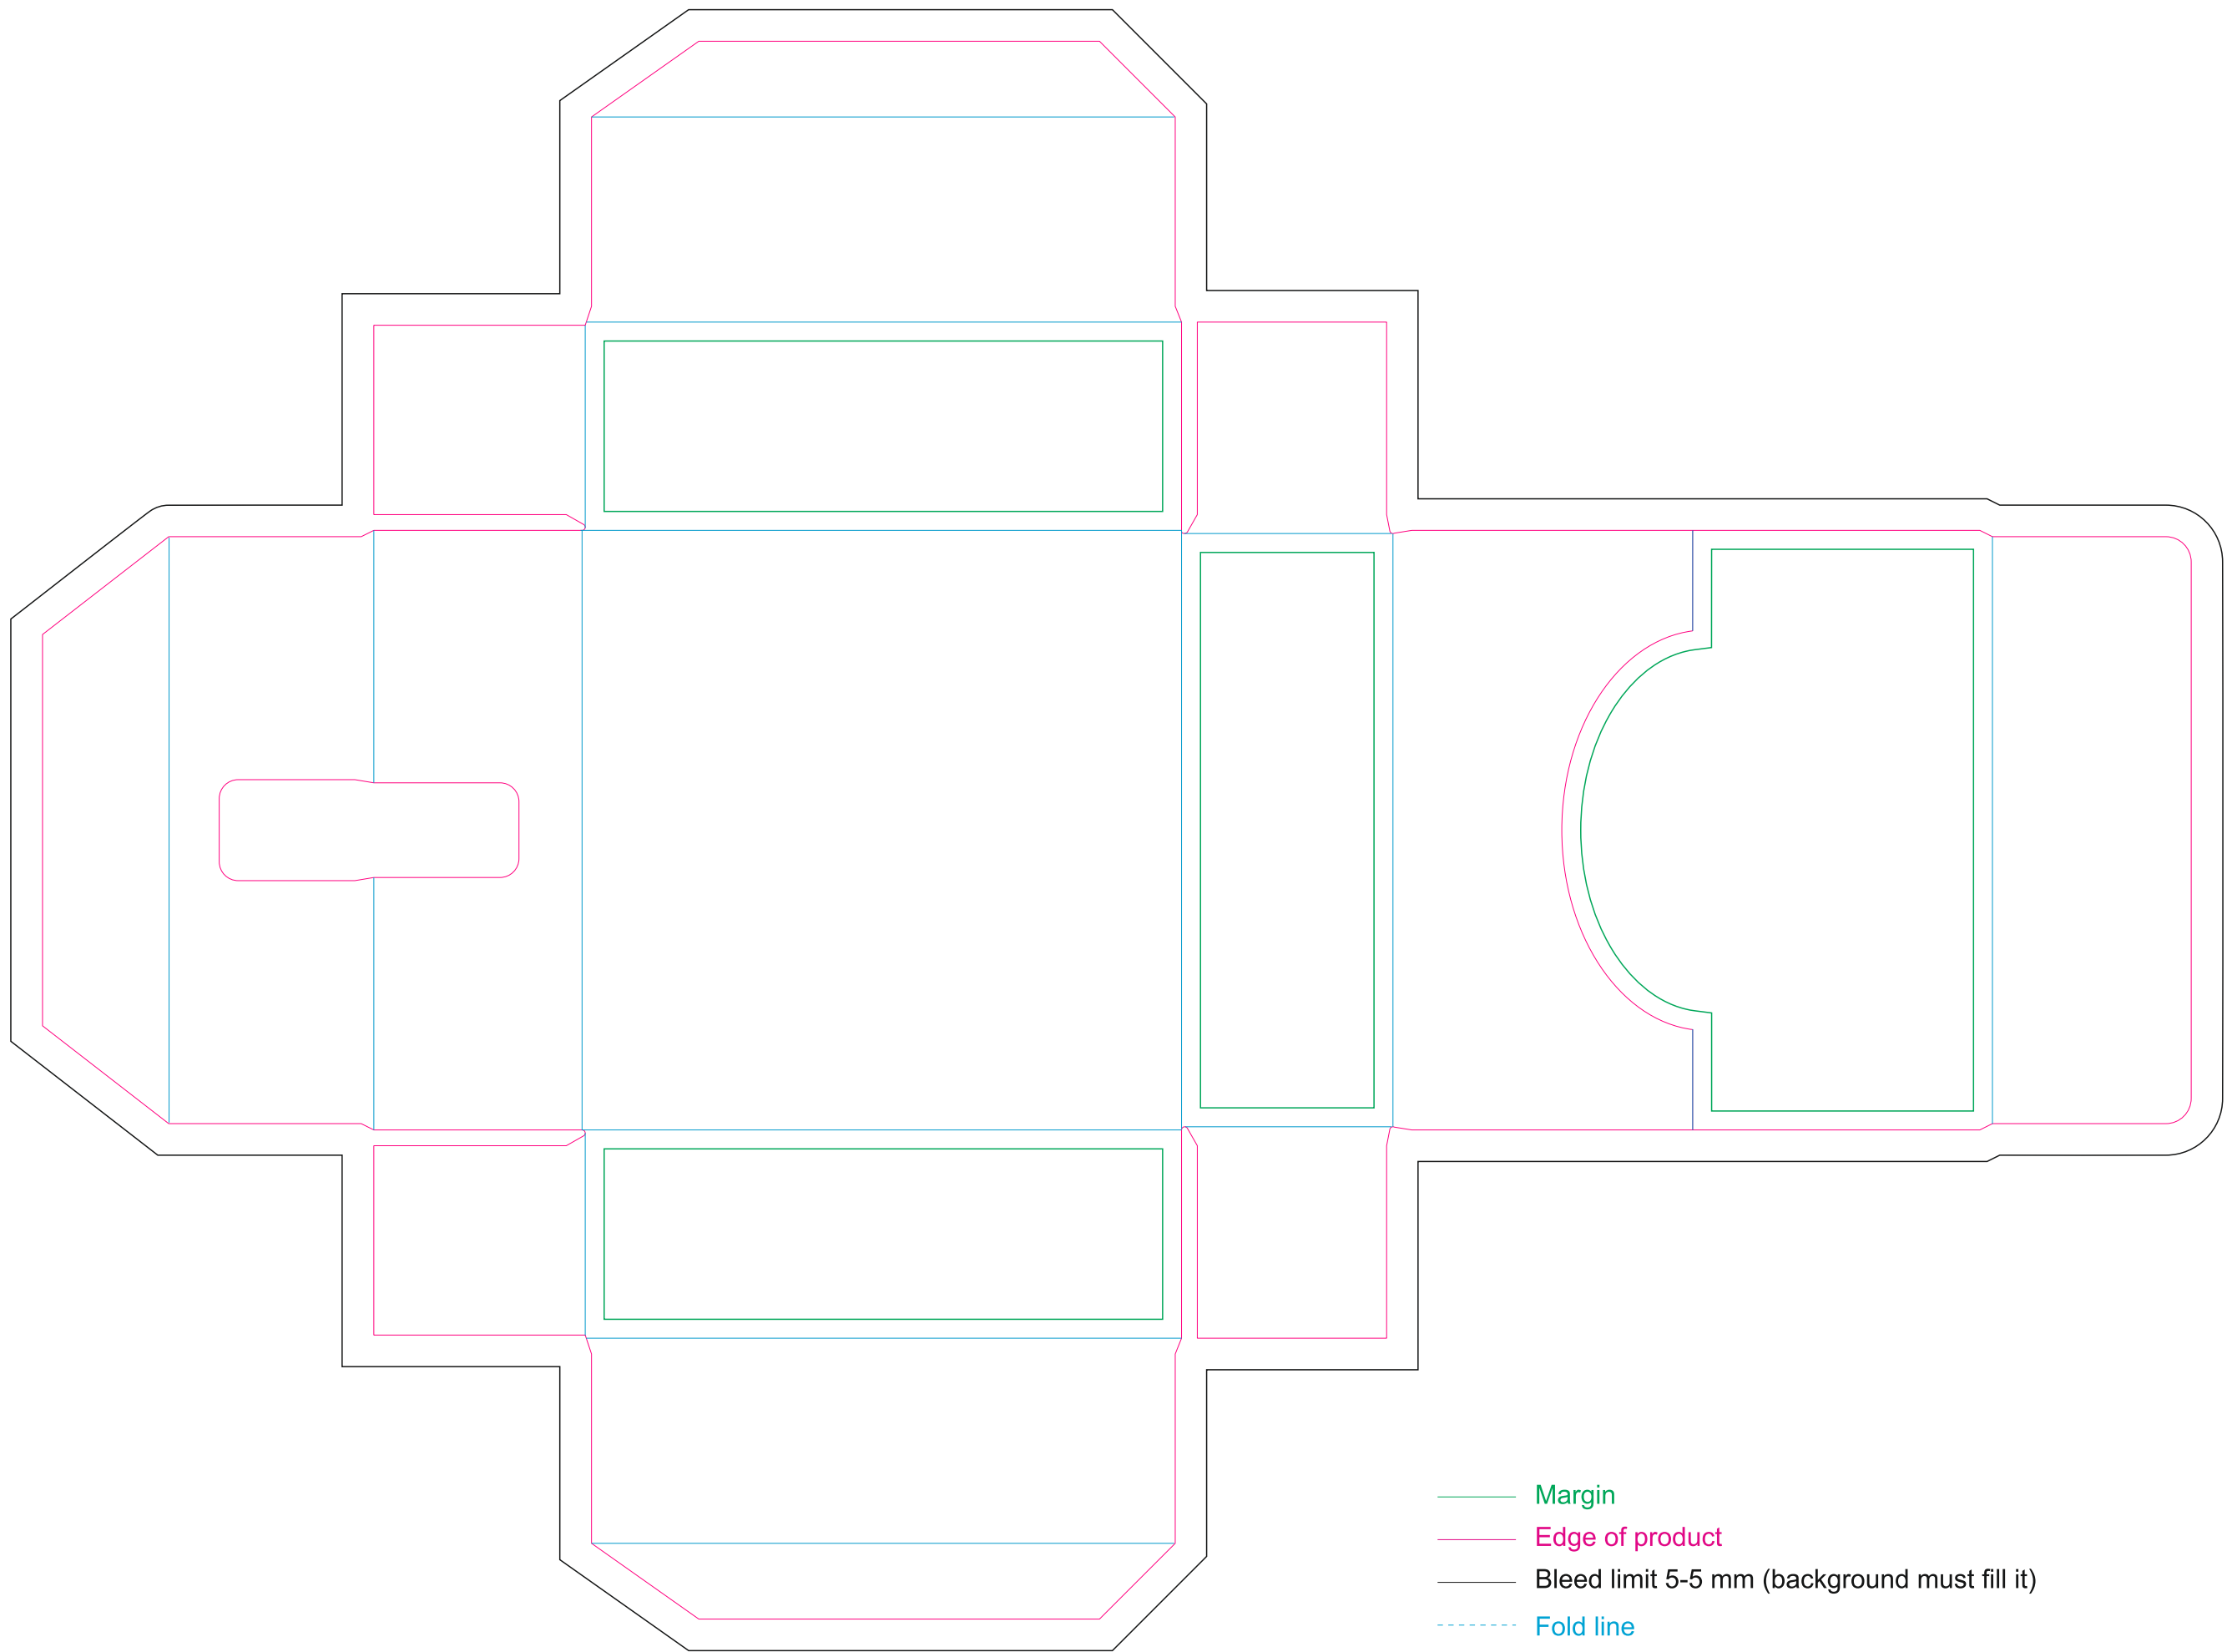 Margin
Edge of product
Bleed limit 5-5 mm (background must fill it)
Fold line